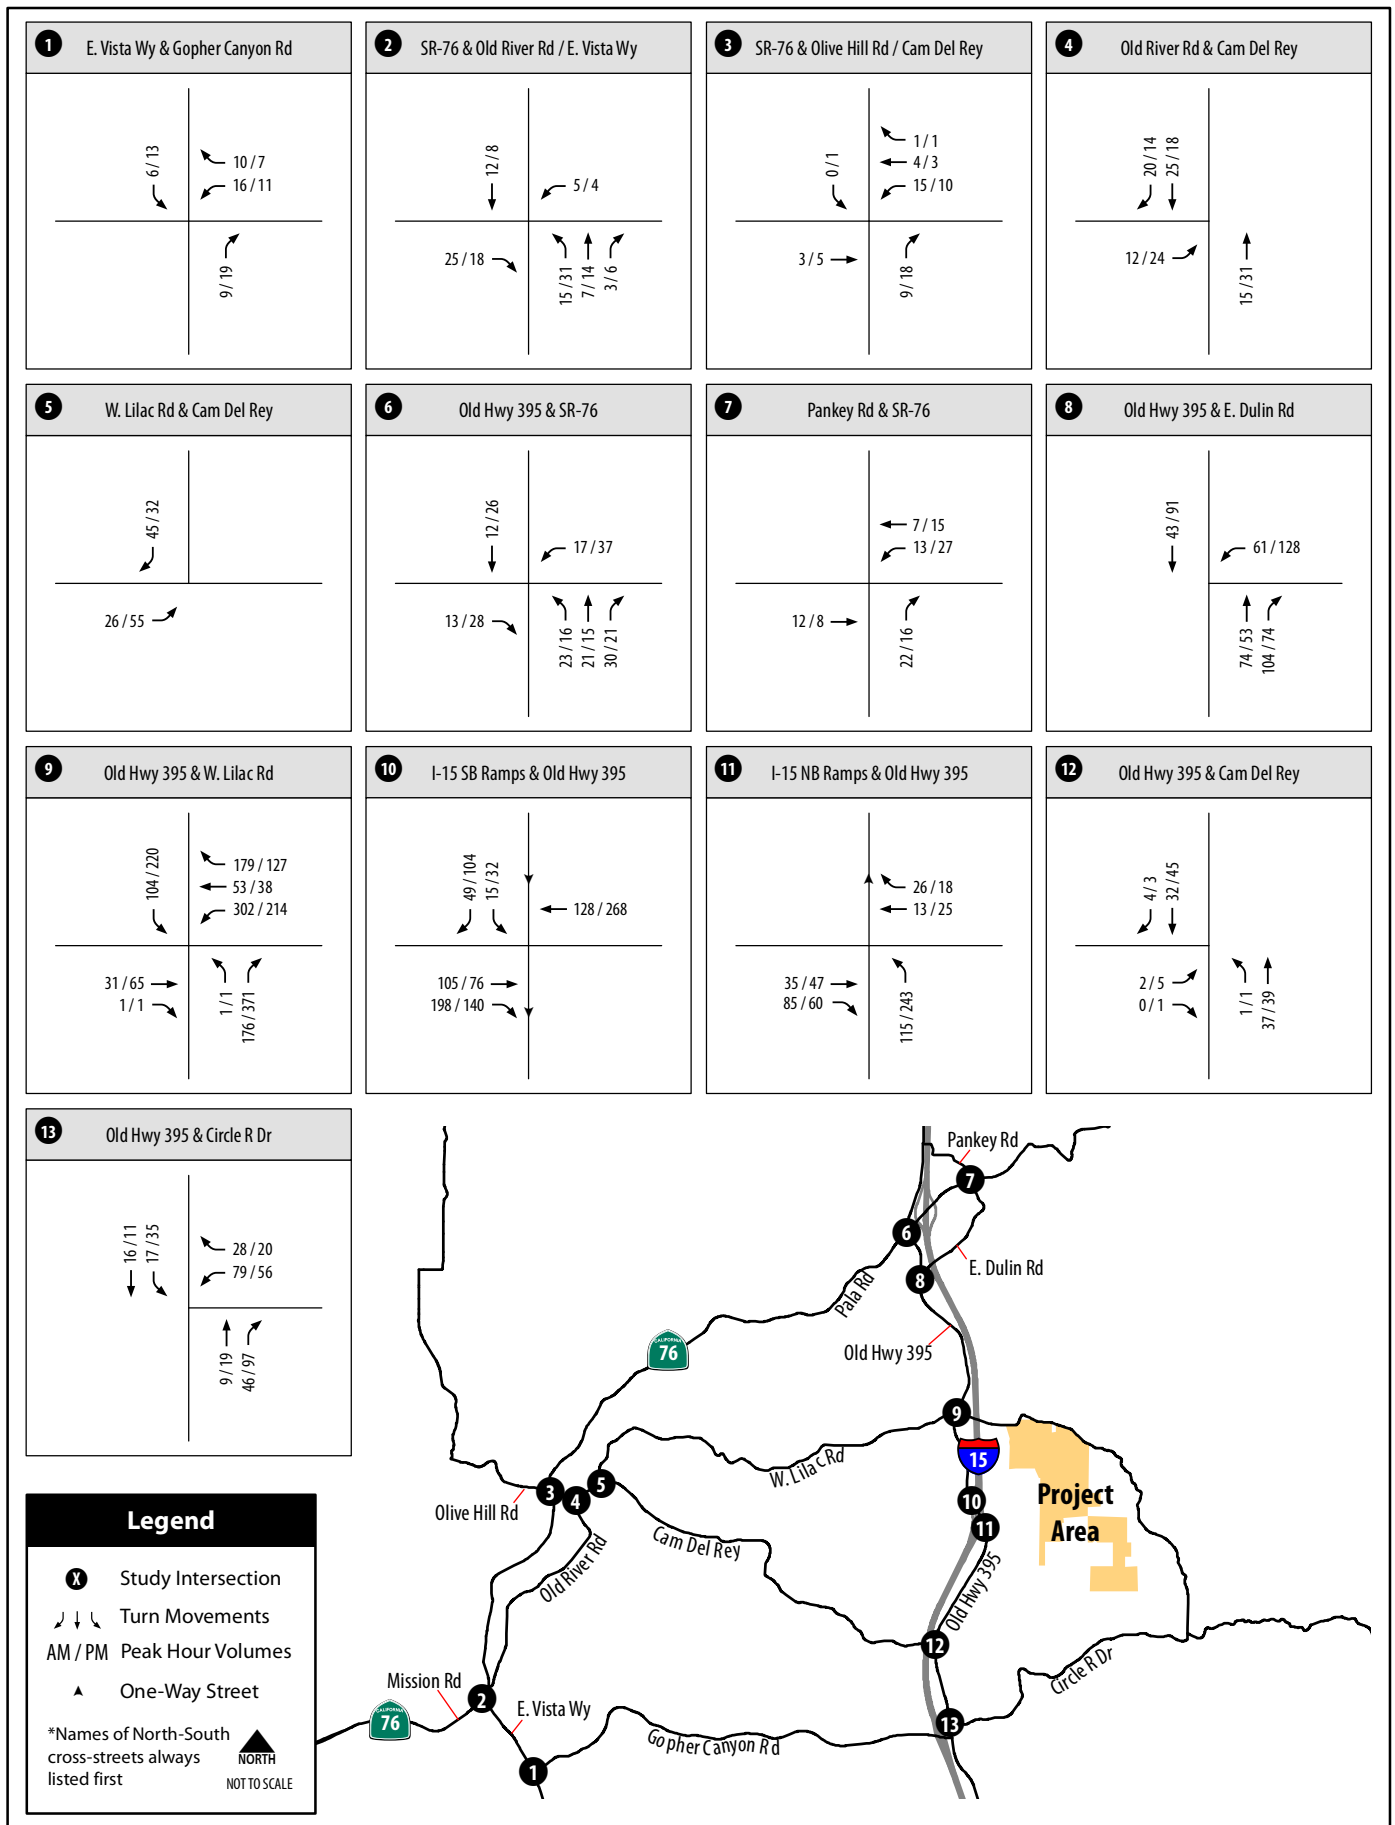 1 E. Vista Wy & Gopher Canyon Rd
6 / 13
10 / 7
16 / 11
9 / 19
2 SR-76 & Old River Rd / E. Vista Wy
12 / 8
5 / 4
25 / 18
15 / 31
7 / 14
3 / 6
3 SR-76 & Olive Hill Rd / Cam Del Rey
0 / 1
1 / 1
4 / 3
15 / 10
3 / 5
9 / 18
4 Old River Rd & Cam Del Rey
20 / 14
25 / 18
12 / 24
15 / 31
5 W. Lilac Rd & Cam Del Rey
45 / 32
26 / 55
6 Old Hwy 395 & SR-76
12 / 26
17 / 37
13 / 28
23 / 16
21 / 15
30 / 21
7 Pankey Rd & SR-76
7 / 15
13 / 27
12 / 8
22 / 16
8 Old Hwy 395 & E. Dulin Rd
43 / 91
61 / 128
74 / 53
104 / 74
9 Old Hwy 395 & W. Lilac Rd
104 / 220
179 / 127
53 / 38
302 / 214
31 / 65
1 / 1
1 / 1
176 / 371
10 I-15 SB Ramps & Old Hwy 395
49 / 104
15 / 32
128 / 268
105 / 76
198 / 140
11 I-15 NB Ramps & Old Hwy 395
26 / 18
13 / 25
35 / 47
85 / 60
115 / 243
12 Old Hwy 395 & Cam Del Rey
4 / 3
32 / 45
2 / 5
0 / 1
1 / 1
37 / 39
13 Old Hwy 395 & Circle R Dr
16 / 11
17 / 35
28 / 20
79 / 56
9 / 19
46 / 97
Pankey Rd
7
6
E. Dulin Rd
8
Pala Rd
CALIFORNIA
76
Old Hwy 395
9
15
W. Lilac Rd
Project
Area
5
3
4
10
11
Olive Hill Rd
Cam Del Rey
Old River Rd
Old Hwy 395
12
Circle R Dr
Mission Rd
2
E. Vista Wy
CALIFORNIA
76
13
Gopher Canyon Rd
1
Legend
X Study Intersection
Turn Movements
AM / PM Peak Hour Volumes
One-Way Street
*Names of North-South
cross-streets always
listed first
NORTH
NOT TO SCALE